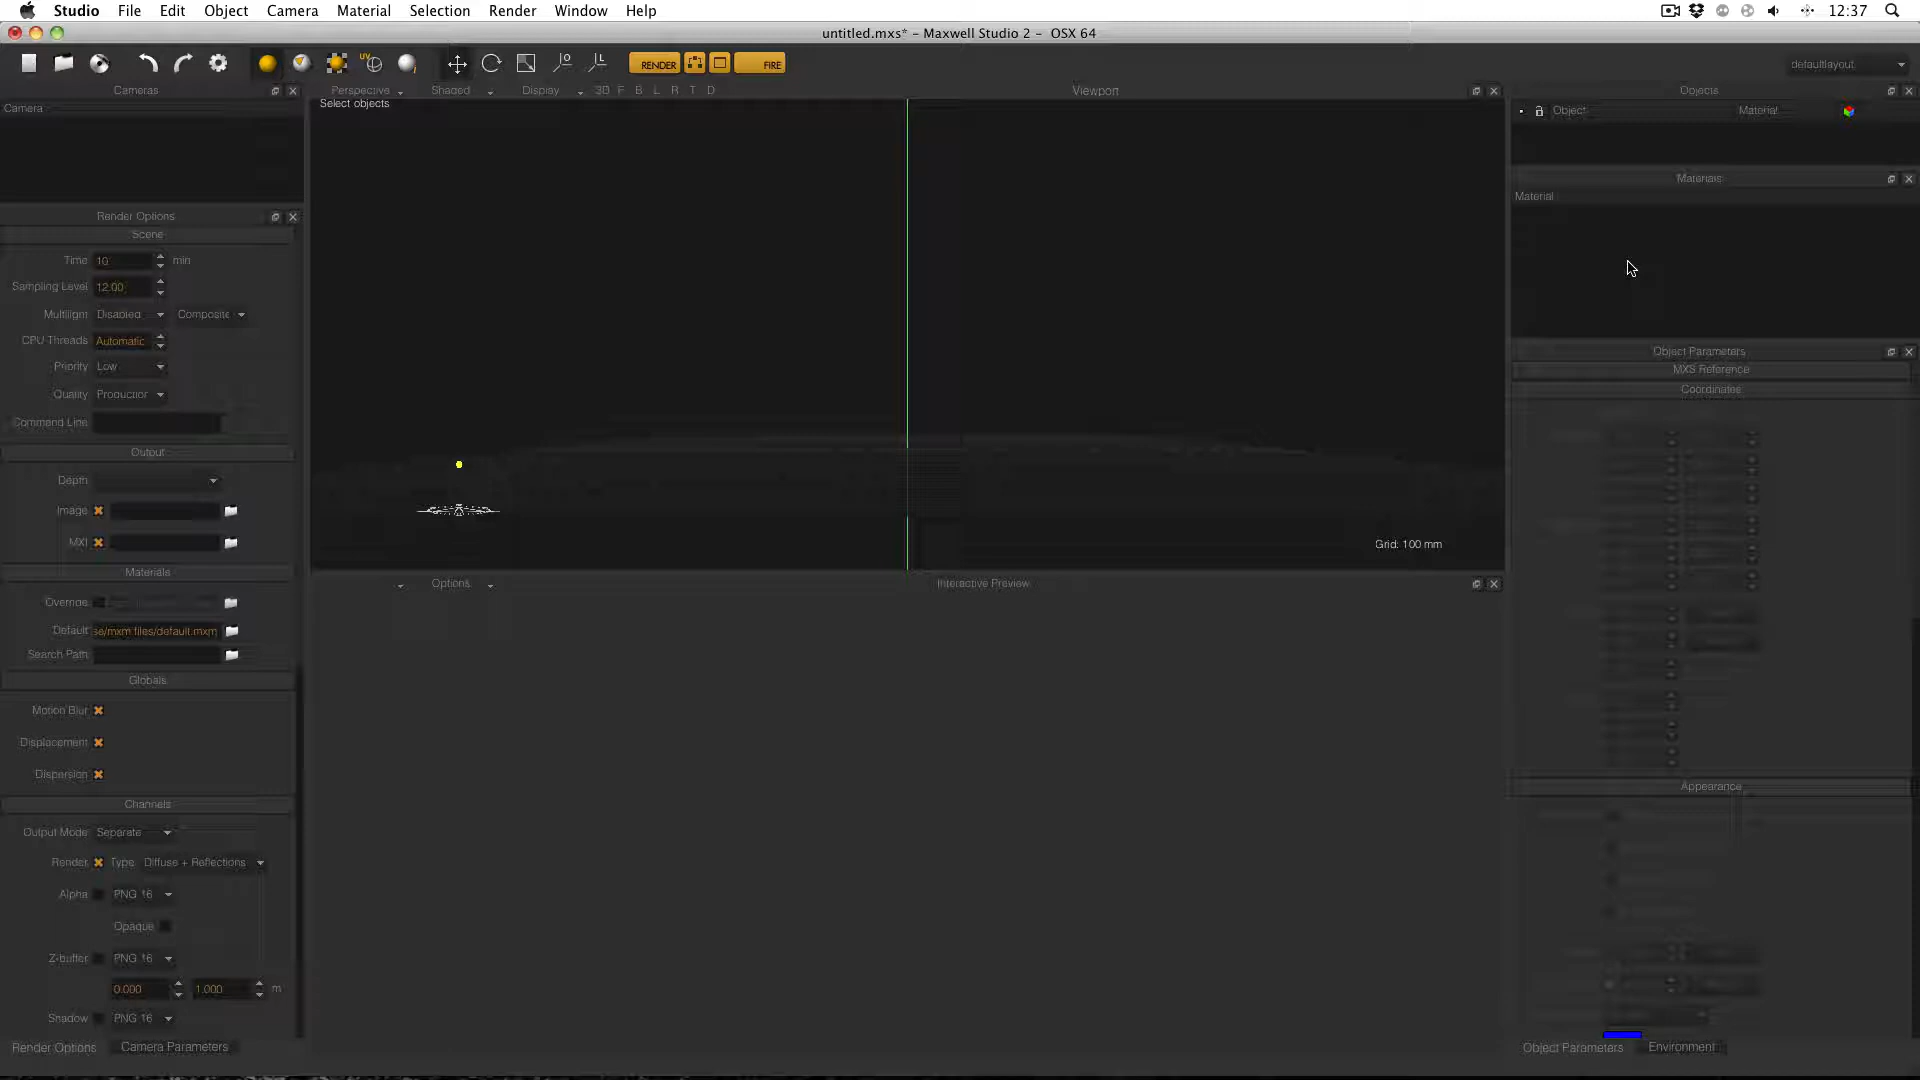 Studio File Edit Object Camera Material Selection Render Window Help 12:37
untitled.mxs* - Maxwell Studio 2 - OSX 64
UV RENDER FIRE defaultlayout
Cameras
Camera
Perspective Shaded Display 3D F B L R T D Viewport
Select objects
Grid: 100 mm
Objects
Object Material
Materials
Material
Render Options
Scene
Time 10 min
Sampling Level 12.00
Multilight Disabled Composite
CPU Threads Automatic
Priority Low
Quality Production
Command Line
Output
Depth
Image
MXI
Materials
Override
Default se/mxm files/default.mxm
Search Path
Globals
Motion Blur
Displacement
Dispersion
Channels
Output Mode Separate
Render Type Diffuse + Reflections
Alpha PNG 16
Opaque
Z-buffer PNG 16
0.000 1.000 m
Shadow PNG 16
Render Options Camera Parameters
Options Interactive Preview
Object Parameters
MXS Reference
Coordinates
Appearance
Object Parameters Environment